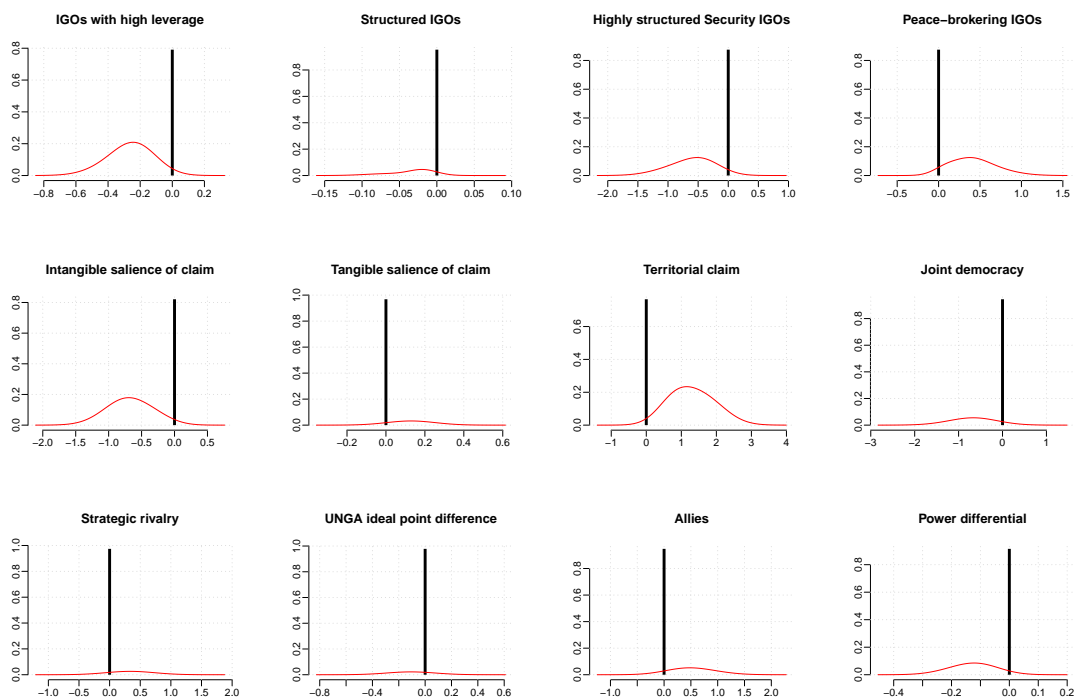 IGOs with high leverage
Structured IGOs
Highly structured Security IGOs
Peace−brokering IGOs
0.0 0.2 0.4 0.6 0.8
−0.8 −0.6 −0.4 −0.2 0.0 0.2
0.0 0.2 0.4 0.6 0.8
−0.15 −0.10 −0.05 0.00 0.05 0.10
0.0 0.2 0.4 0.6 0.8
−2.0 −1.5 −1.0 −0.5 0.0 0.5 1.0
0.0 0.2 0.4 0.6 0.8
−0.5 0.0 0.5 1.0 1.5
Intangible salience of claim
Tangible salience of claim
Territorial claim
Joint democracy
0.0 0.2 0.4 0.6 0.8
−2.0 −1.5 −1.0 −0.5 0.0 0.5
0.0 0.2 0.4 0.6 0.8 1.0
−0.2 0.0 0.2 0.4 0.6
0.0 0.2 0.4 0.6
−1 0 1 2 3 4
0.0 0.2 0.4 0.6 0.8
−3 −2 −1 0 1
Strategic rivalry
UNGA ideal point difference
Allies
Power differential
0.0 0.2 0.4 0.6 0.8 1.0
−1.0 −0.5 0.0 0.5 1.0 1.5 2.0
0.0 0.2 0.4 0.6 0.8 1.0
−0.8 −0.6 −0.4 −0.2 0.0 0.2 0.4 0.6
0.0 0.2 0.4 0.6 0.8
−1.0 −0.5 0.0 0.5 1.0 1.5 2.0
0.0 0.2 0.4 0.6 0.8
−0.4 −0.2 0.0 0.1 0.2